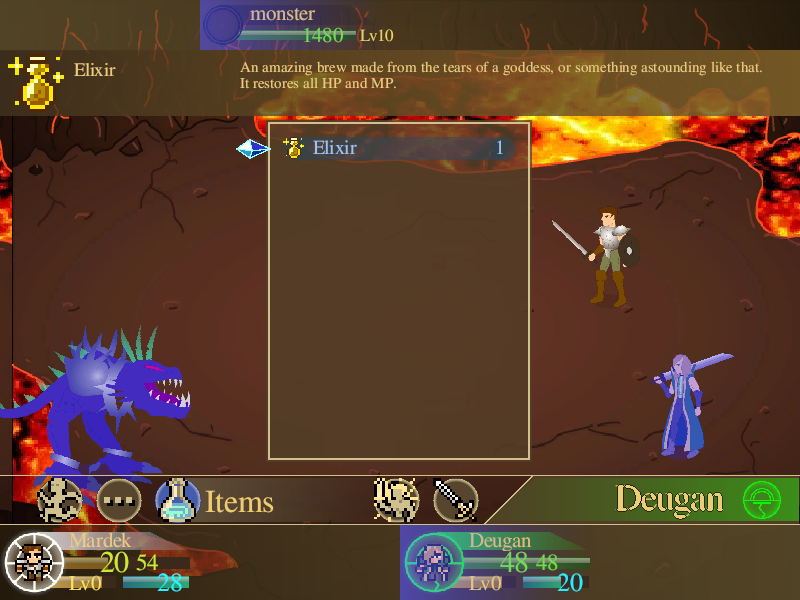 monster
1480 Lv10
Elixir
An amazing brew made from the tears of a goddess, or something astounding like that.
It restores all HP and MP.
Elixir 1
Items
Deugan
Mardek
20 54
Lv0 28
Deugan
48 48
Lv0 20